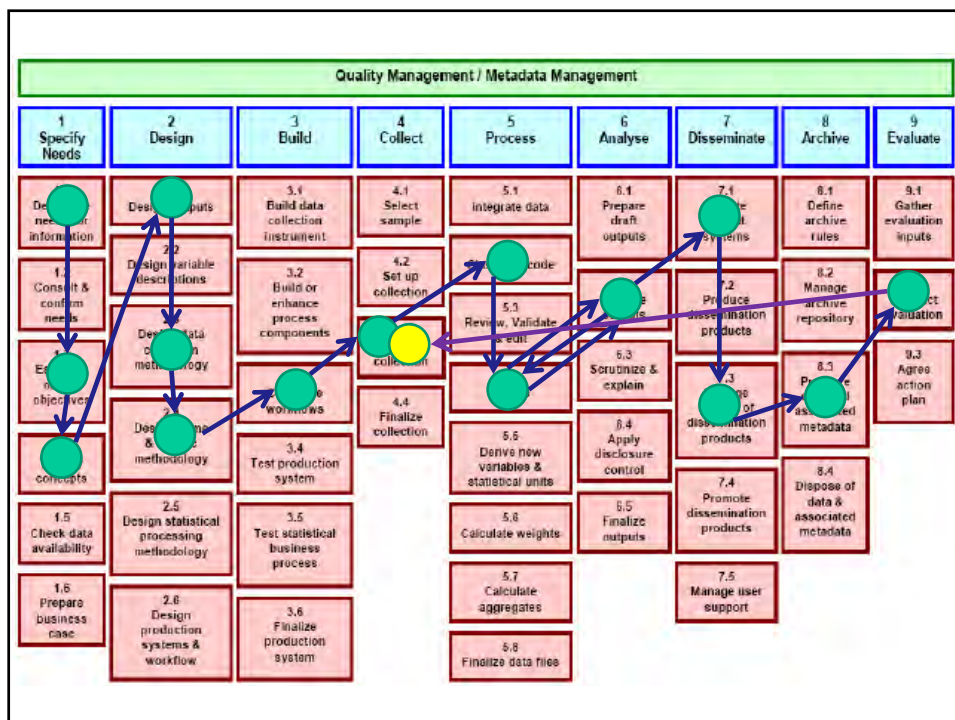 Quality Management / Metadata Management
1
Specify
Needs
2
Design
3
Build
4
Collect
5
Process
6
Analyse
7
Disseminate
8
Archive
9
Evaluate
information
Consult &
confirm
needs
objectives
concepts
1.5
Check data
availability
1.6
Prepare
business
case
2.2
Design variable
descriptions
data
methodology
&
methodology
2.5
Design statistical
processing
methodology
2.6
Design
production
systems &
workflow
3.1
Build data
collection
instrument
3.2
Build or
enhance
process
components
workflows
3.4
Test production
system
3.5
Test statistical
business
process
3.6
Finalize
production
system
4.1
Select
sample
4.2
Set up
collection
collection
4.4
Finalize
collection
5.1
Integrate data
code
5.3
Review, Validate
& edit
5.5
Derive new
variables &
statistical units
5.6
Calculate weights
5.7
Calculate
aggregates
5.8
Finalize data files
6.1
Prepare
draft
outputs
6.3
Scrutinize &
explain
6.4
Apply
disclosure
control
6.5
Finalize
outputs
7.1
systems
7.2
Produce
dissemination
products
of
dissemination
products
7.4
Promote
dissemination
products
7.5
Manage user
support
8.1
Define
archive
rules
8.2
Manage
archive
repository
8.3
associated
metadata
8.4
Dispose of
data &
associated
metadata
9.1
Gather
evaluation
inputs
evaluation
9.3
Agree
action
plan